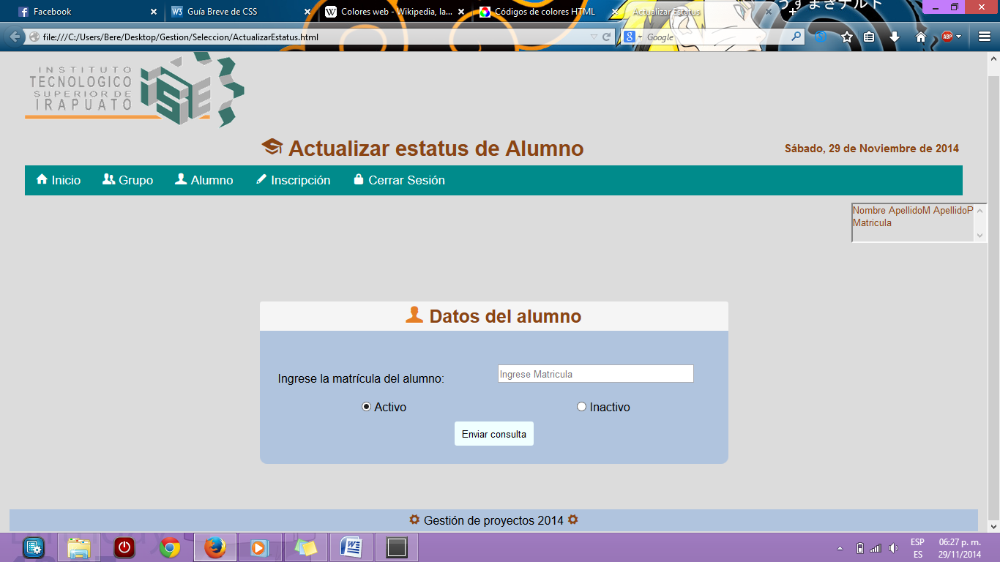 うずまきナルト
Facebook
Guía Breve de CSS
Colores web - Wikipedia, la...
Códigos de colores HTML
Actualizar Estatus
file:///C:/Users/Bere/Desktop/Gestion/Seleccion/ActualizarEstatus.html
Google
ABP
INSTITUTO
TECNOLOGICO
SUPERIOR DE
IRAPUATO
Actualizar estatus de Alumno
Sábado, 29 de Noviembre de 2014
Inicio Grupo Alumno Inscripción Cerrar Sesión
Nombre ApellidoM ApellidoP
Matricula
Datos del alumno
Ingrese la matrícula del alumno:
Ingrese Matricula
Activo Inactivo
Enviar consulta
Gestión de proyectos 2014
ESP
ES
06:27 p. m.
29/11/2014